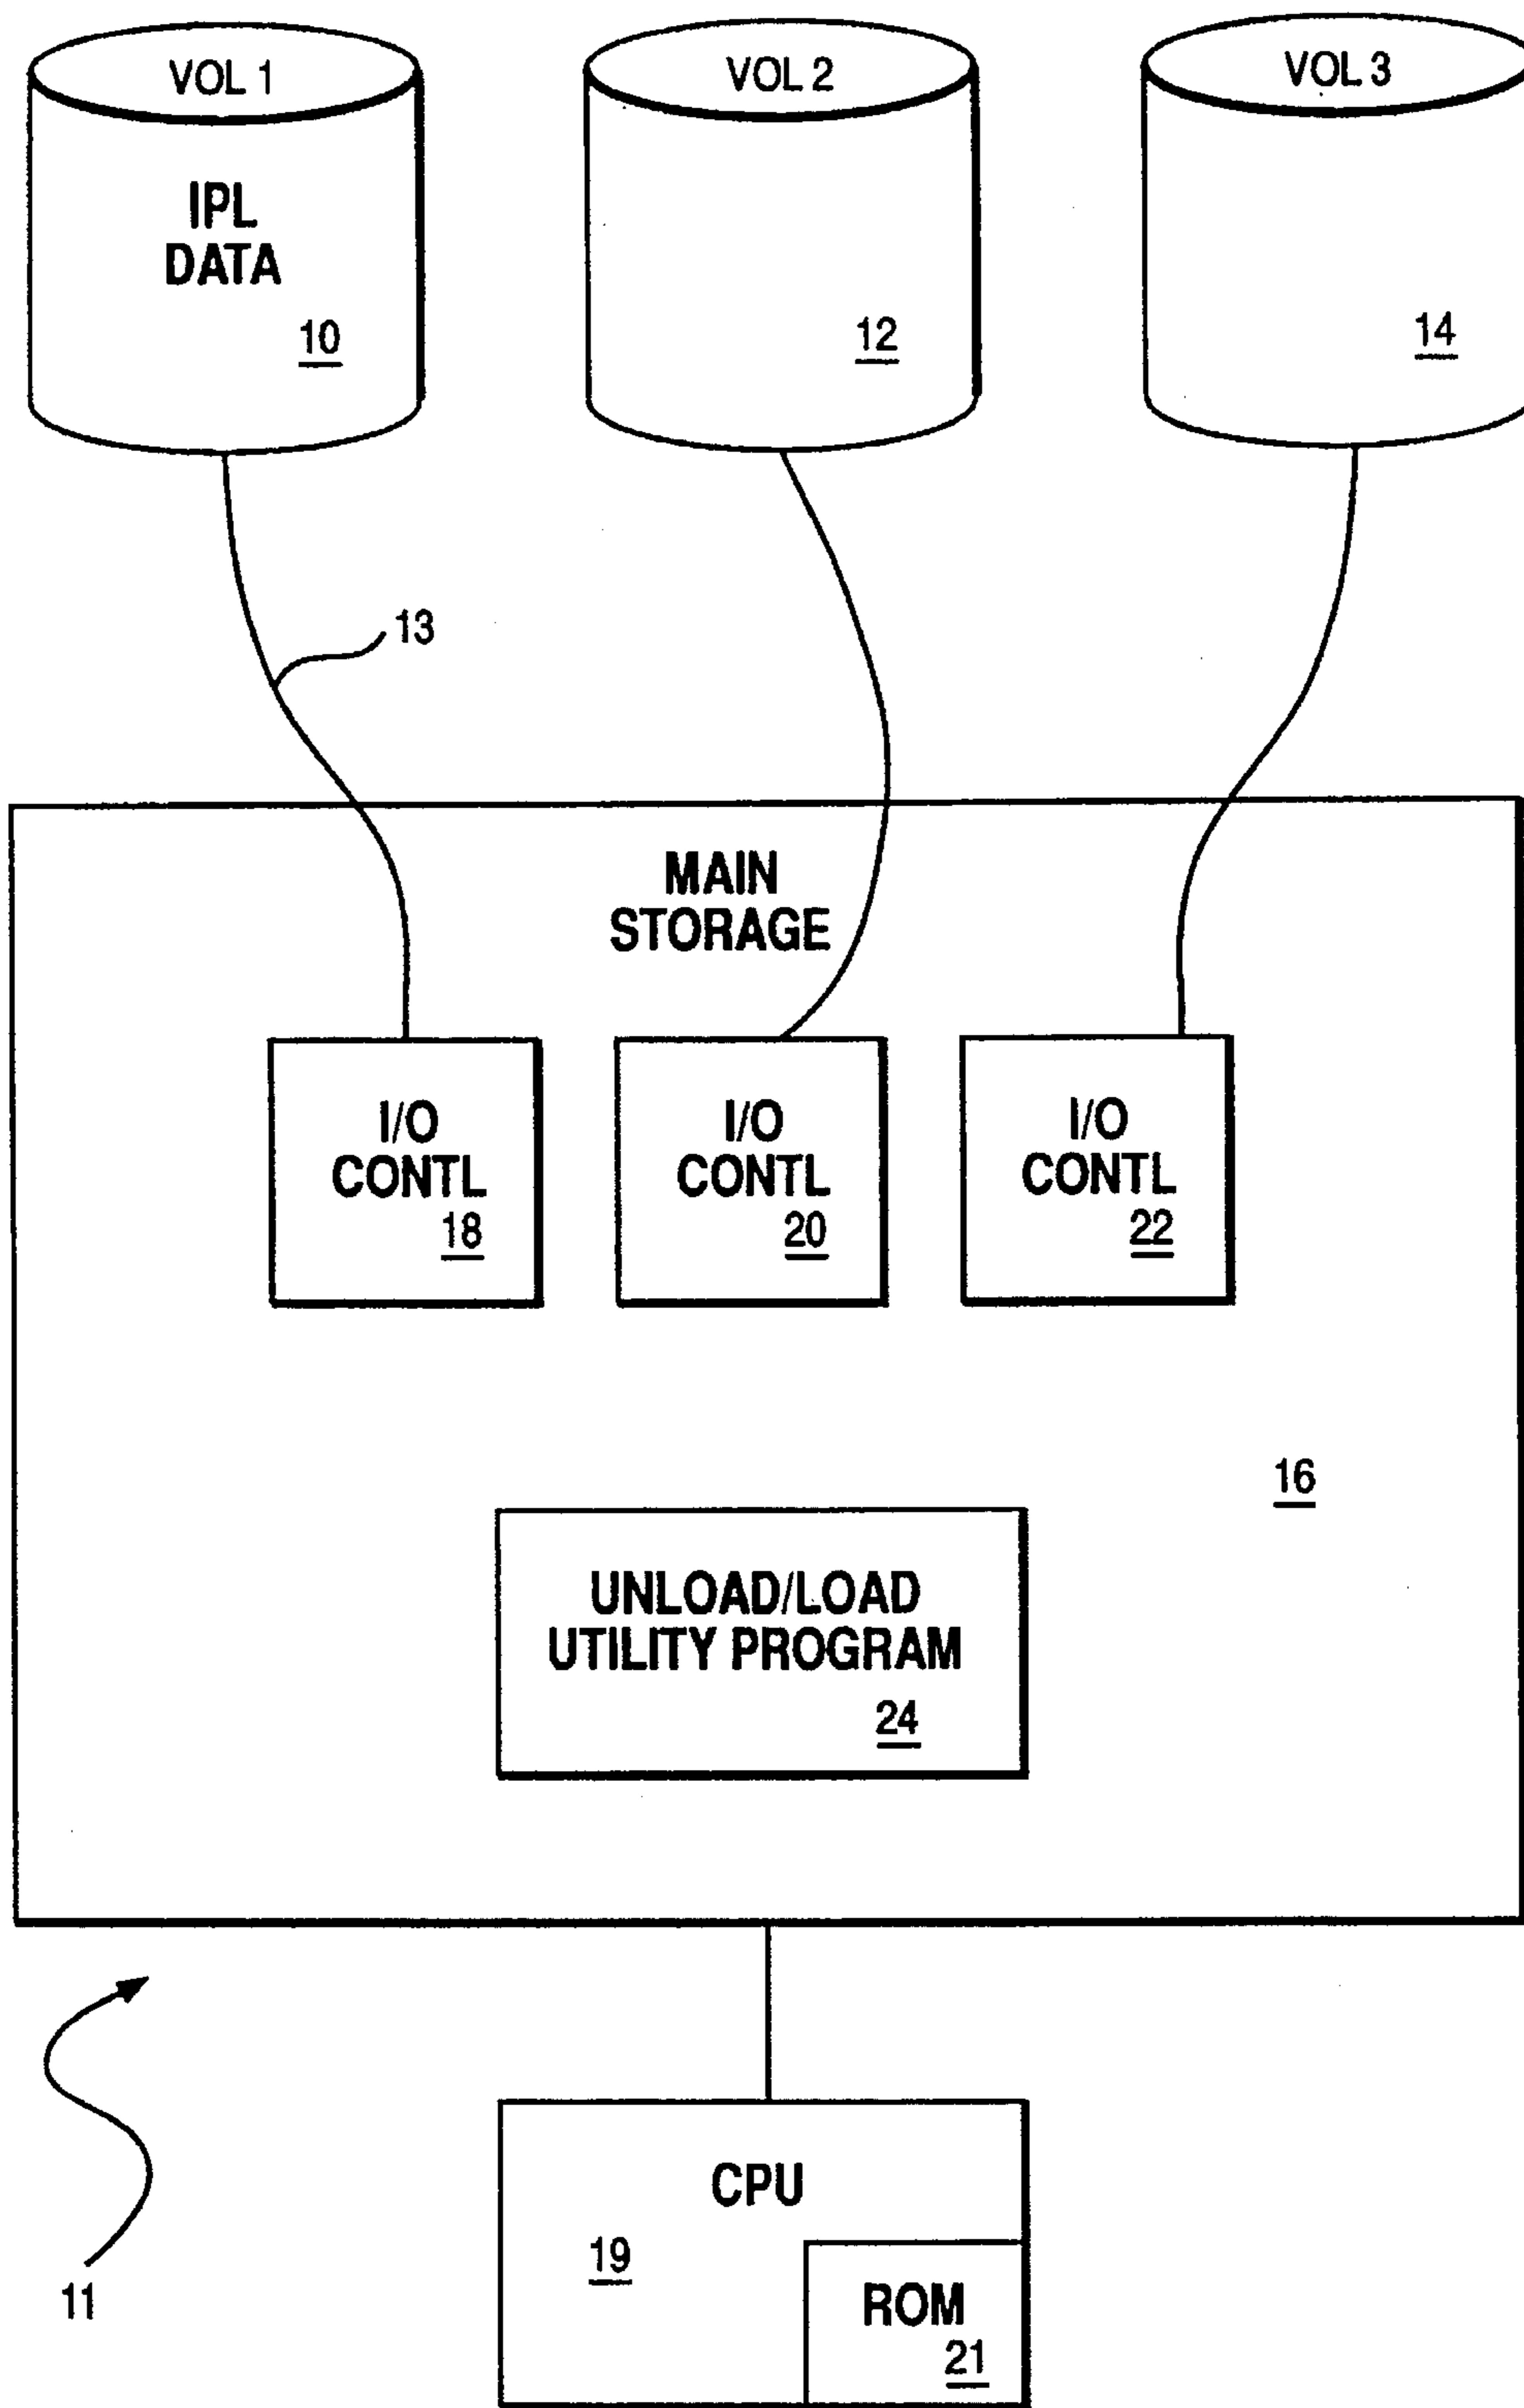 VOL 1
VOL 2
VOL 3
IPL
DATA
10
12
14
13
MAIN
STORAGE
I/O
CONTL
18
I/O
CONTL
20
I/O
CONTL
22
16
UNLOAD/LOAD
UTILITY PROGRAM
24
CPU
19
ROM
21
11